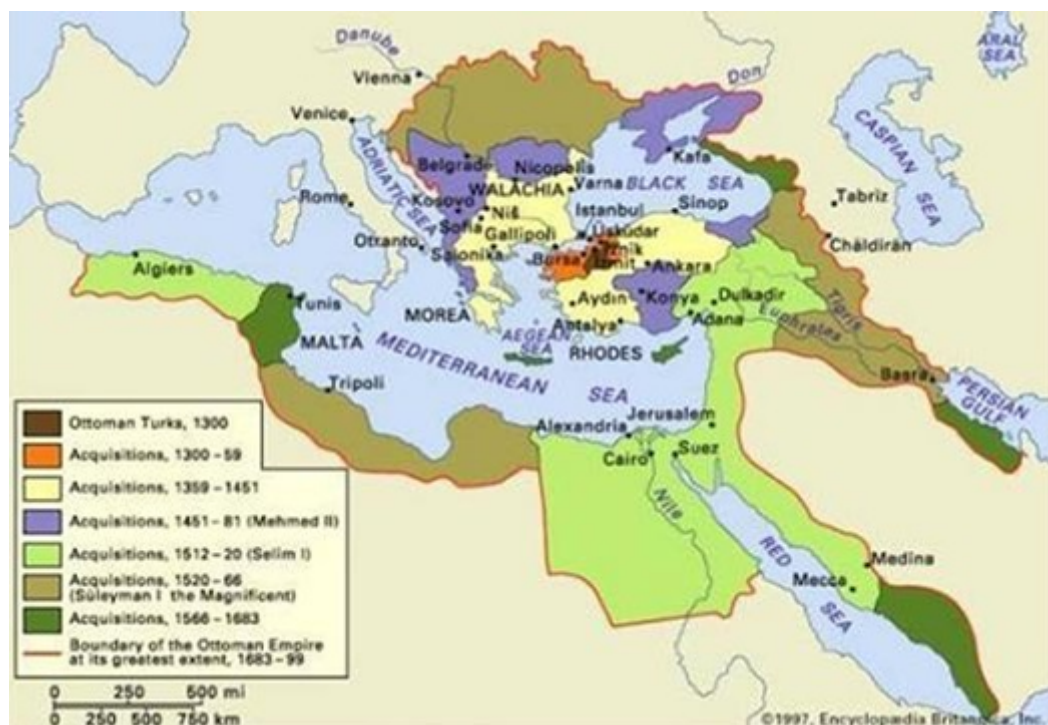 Danube
Vienna
Don
ARAL
SEA
Venice
CASPIAN
SEA
ADRIATIC
SEA
Belgrade
Nicopolis
Kafa
WALACHIA
Varna
BLACK SEA
Rome
Kosovo
Niš
Sofia
Istanbul
Sinop
Tabrīz
Otranto
Salonika
Gallipoli
Üsküdar
Chāldirān
Bursa
İznik
İzmit
Ankara
Algiers
Tunis
MALTA
MOREA
Aydın
Konya
Dulkadir
Antalya
Adana
Tigris
Euphrates
AEGEAN
SEA
RHODES
MEDITERRANEAN
SEA
Tripoli
Basra
PERSIAN
GULF
Jerusalem
Alexandria
Cairo
Suez
Nile
RED
SEA
Medina
Mecca
Ottoman Turks, 1300
Acquisitions, 1300–59
Acquisitions, 1359–1451
Acquisitions, 1451–81 (Mehmed II)
Acquisitions, 1512–20 (Selim I)
Acquisitions, 1520–66
(Süleyman I the Magnificent)
Acquisitions, 1566–1683
Boundary of the Ottoman Empire
at its greatest extent, 1683–99
0 250 500 mi
0 250 500 750 km
©1997, Encyclopædia Britannica, Inc.